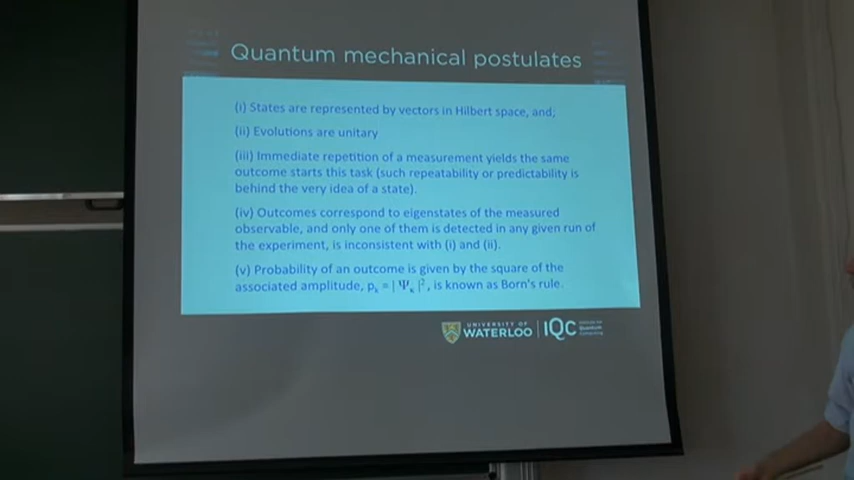 Quantum mechanical postulates
(i) States are represented by vectors in Hilbert space, and;
(ii) Evolutions are unitary
(iii) Immediate repetition of a measurement yields the same
outcome starts this task (such repeatability or predictability is
behind the very idea of a state).
(iv) Outcomes correspond to eigenstates of the measured
observable, and only one of them is detected in any given run of
the experiment, is inconsistent with (i) and (ii).
(v) Probability of an outcome is given by the square of the
associated amplitude, pₖ = | Ψₖ |², is known as Born's rule.
UNIVERSITY OF
WATERLOO
IQC
Institute for
Quantum
Computing